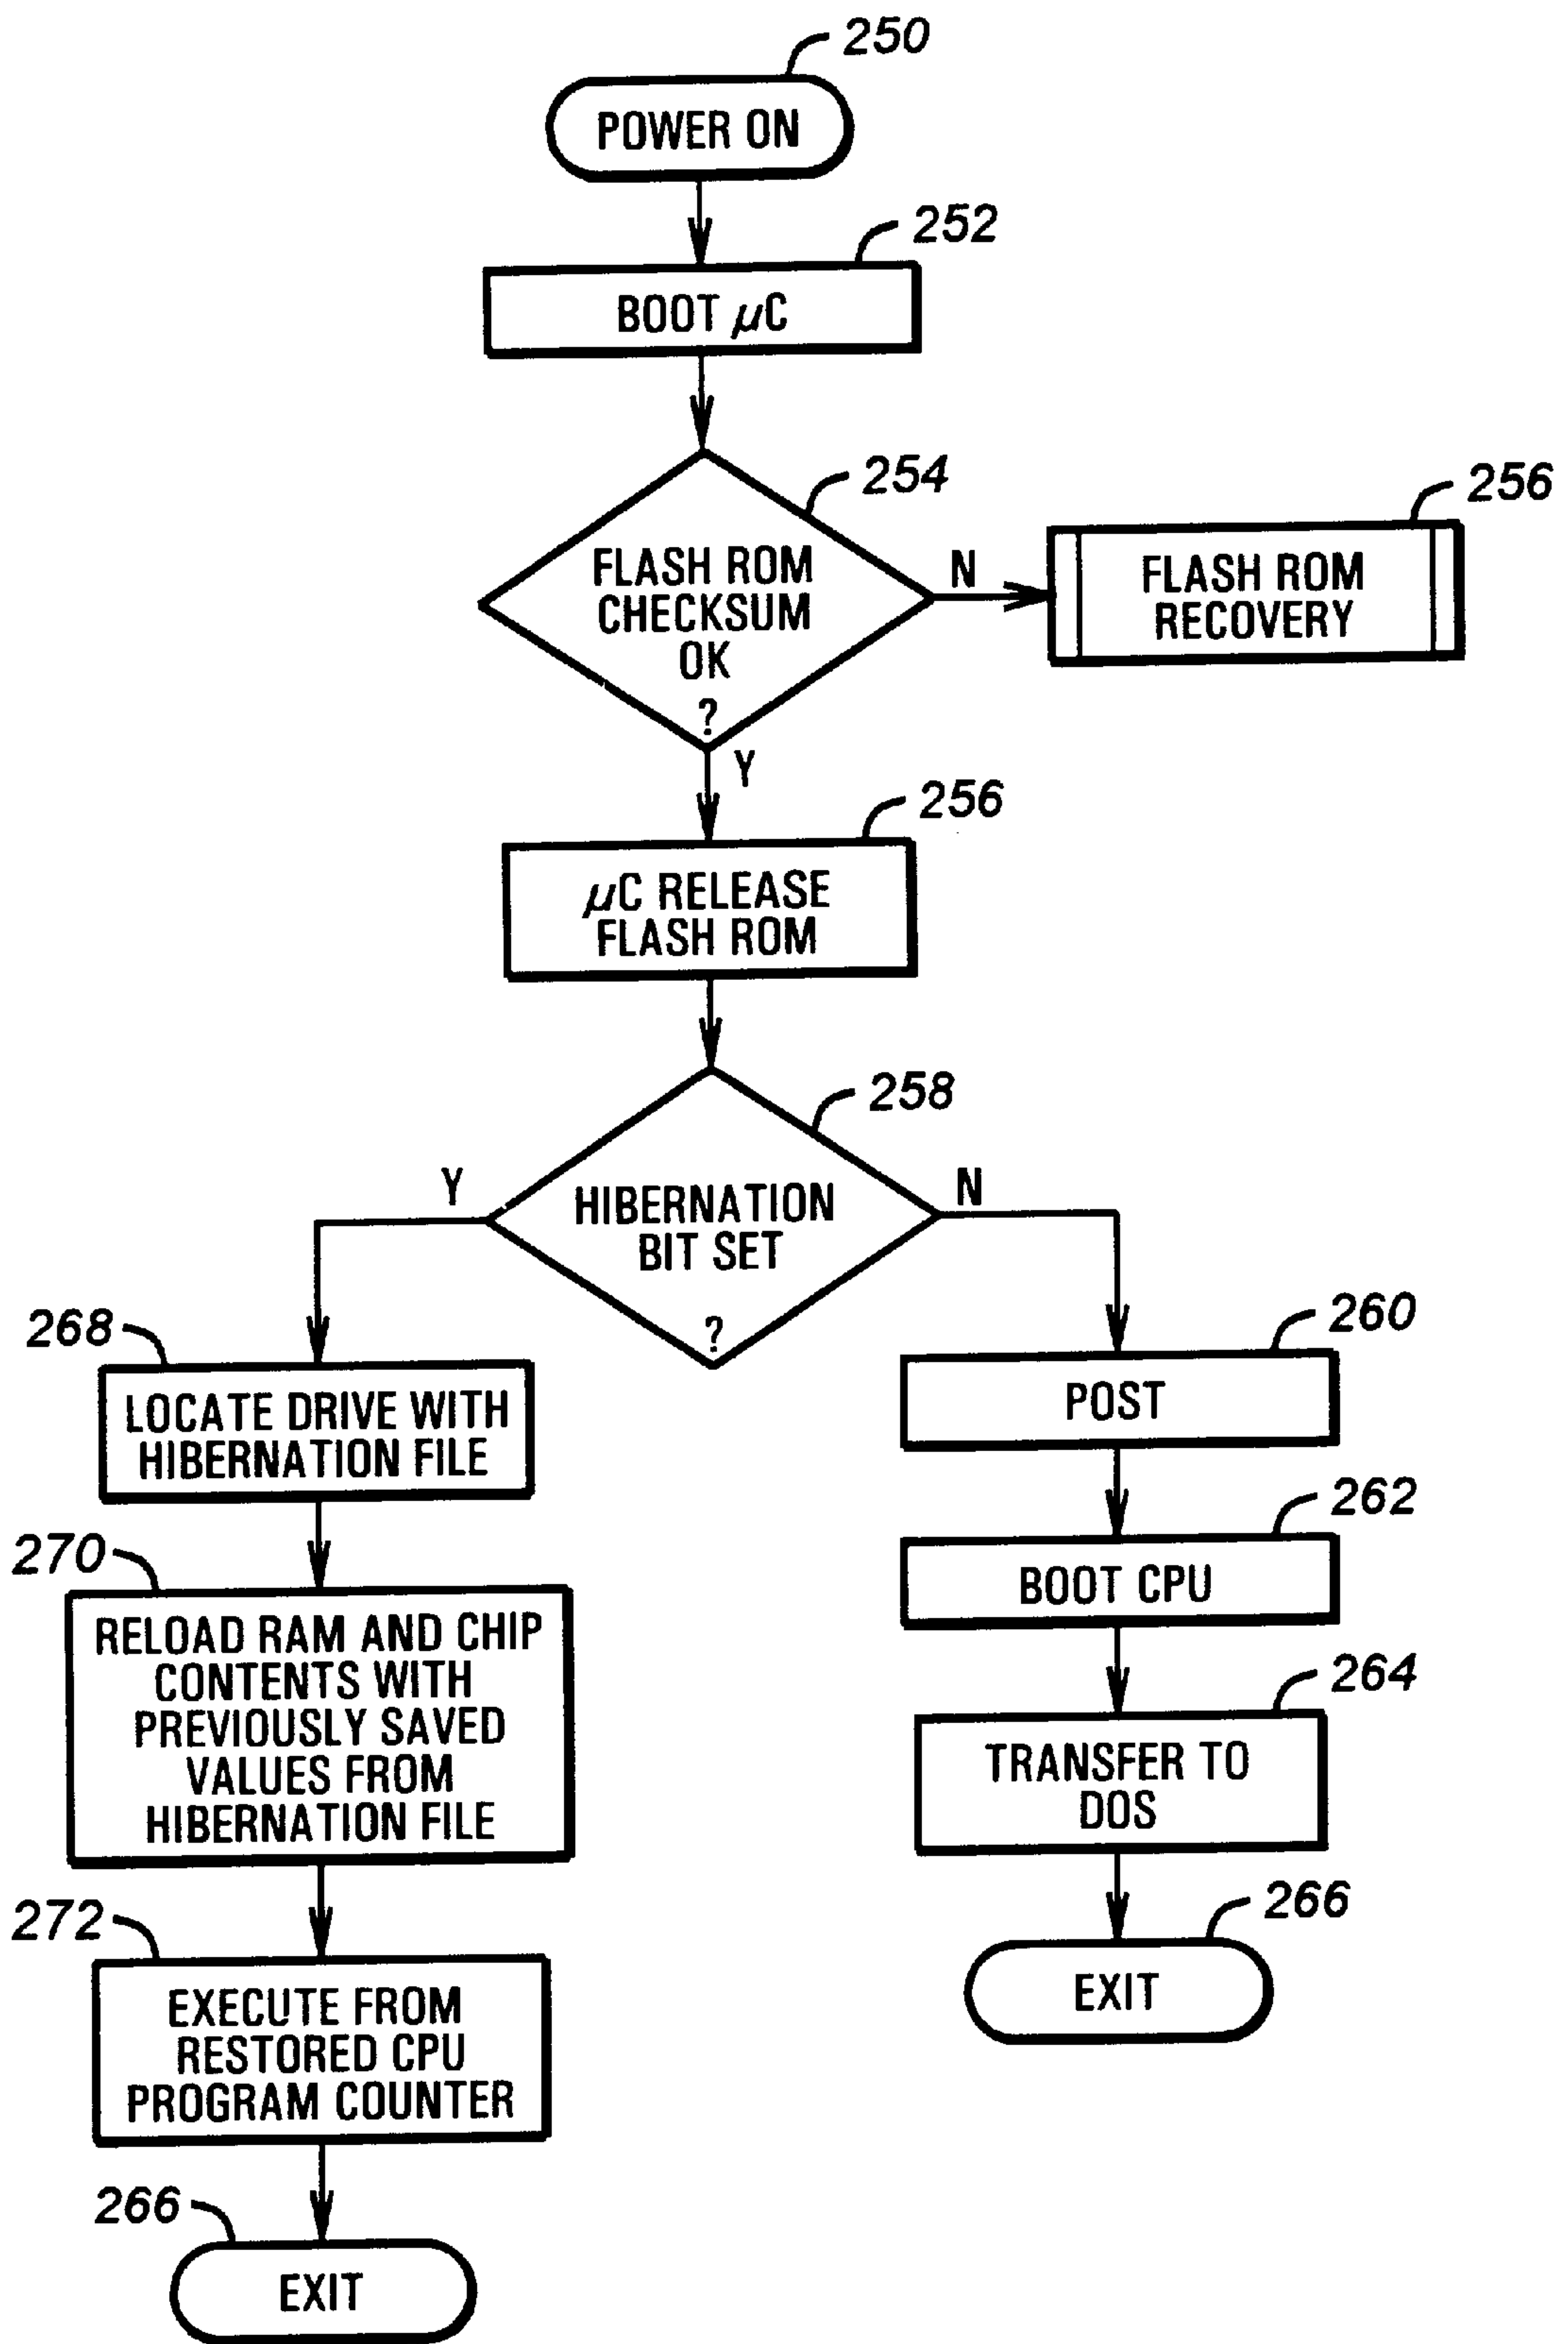 250
POWER ON
252
BOOT µC
254
FLASH ROM
CHECKSUM
OK
?
N
256
FLASH ROM
RECOVERY
Y
256
µC RELEASE
FLASH ROM
258
HIBERNATION
BIT SET
?
Y
N
268
LOCATE DRIVE WITH
HIBERNATION FILE
270
RELOAD RAM AND CHIP
CONTENTS WITH
PREVIOUSLY SAVED
VALUES FROM
HIBERNATION FILE
272
EXECUTE FROM
RESTORED CPU
PROGRAM COUNTER
266
EXIT
260
POST
262
BOOT CPU
264
TRANSFER TO
DOS
266
EXIT